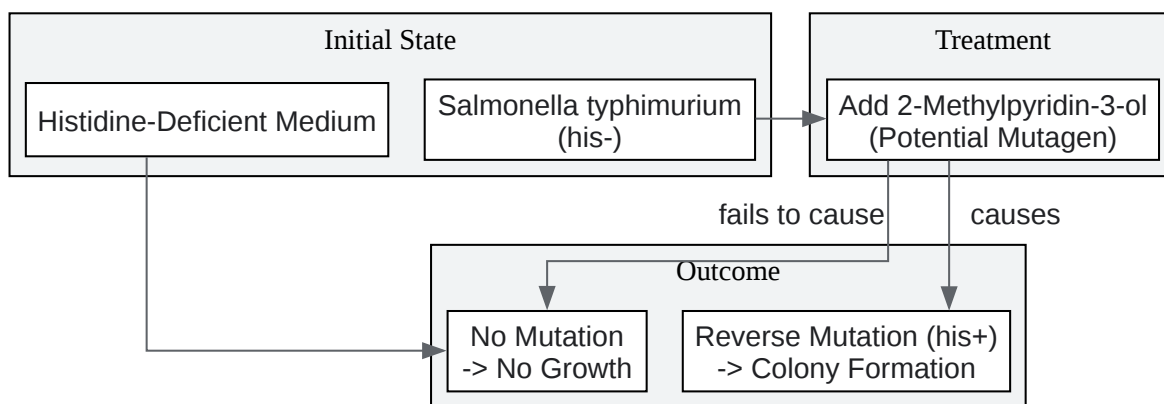 Initial State
Treatment
Histidine-Deficient Medium
Salmonella typhimurium
(his-)
Add 2-Methylpyridin-3-ol
(Potential Mutagen)
fails to cause
causes
Outcome
No Mutation
-> No Growth
Reverse Mutation (his+)
-> Colony Formation